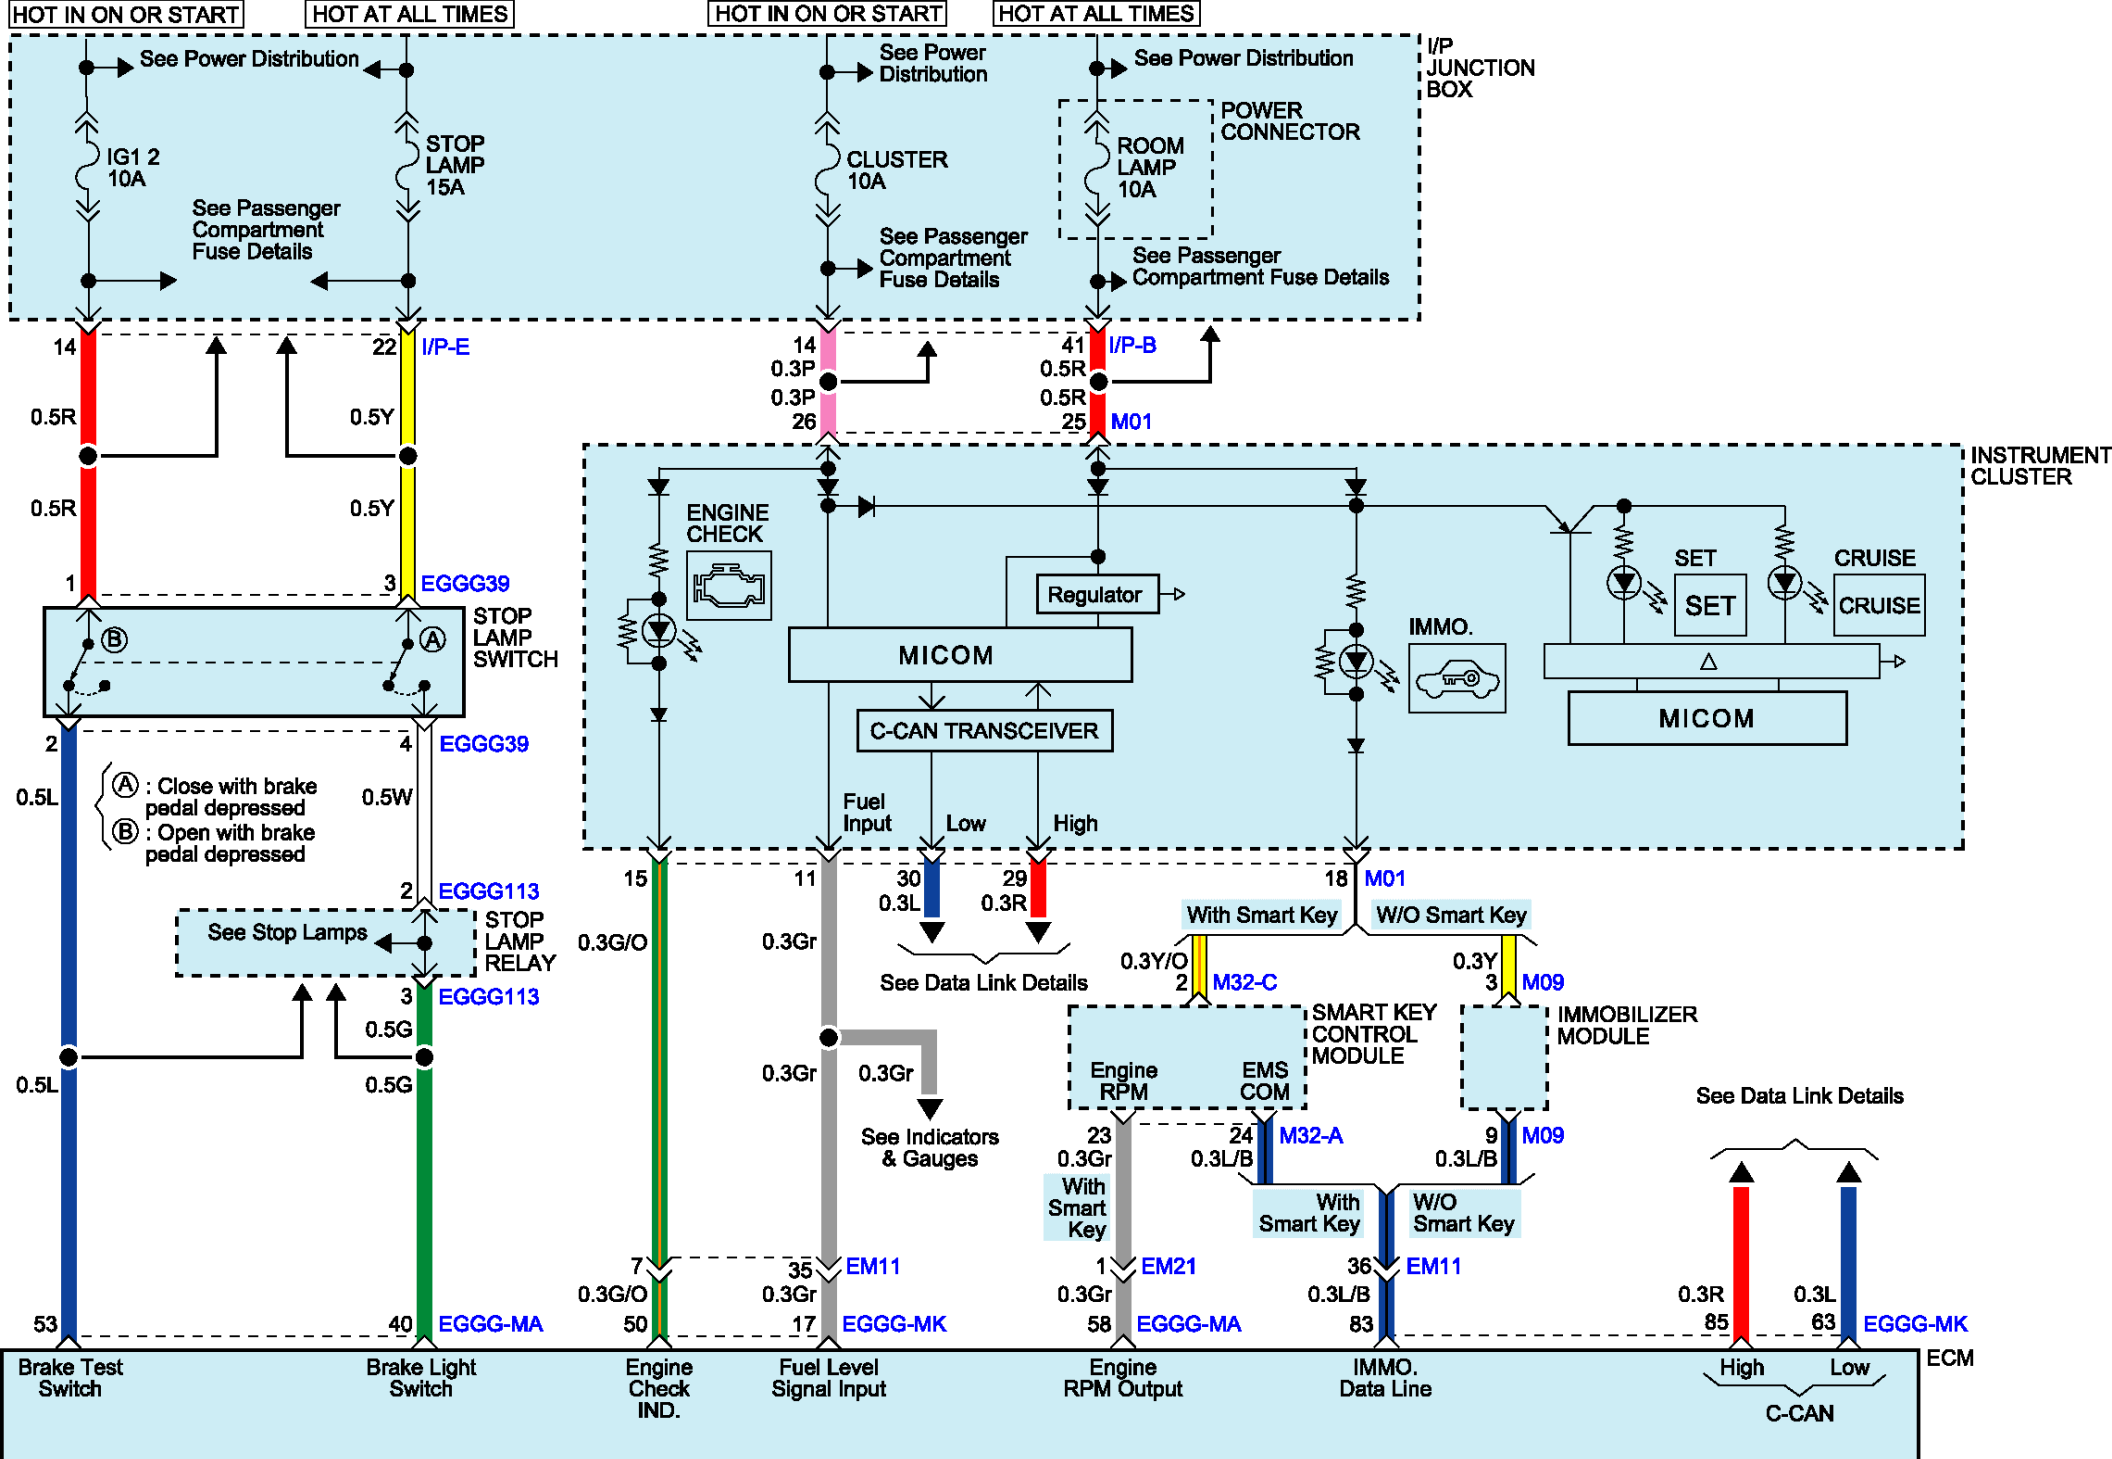 HOT IN ON OR START
HOT AT ALL TIMES
HOT IN ON OR START
HOT AT ALL TIMES
See Power Distribution
See Power
Distribution
See Power Distribution
I/P
JUNCTION
BOX
IG1 2
10A
STOP
LAMP
15A
CLUSTER
10A
ROOM
LAMP
10A
POWER
CONNECTOR
See Passenger
Compartment
Fuse Details
See Passenger
Compartment
Fuse Details
See Passenger
Compartment Fuse Details
14
22
I/P-E
14
41
I/P-B
0.3P
0.5R
0.3P
0.5R
26
25
M01
0.5R
0.5Y
0.5R
0.5Y
1
3
EGGG39
STOP
LAMP
SWITCH
B
A
2
4
EGGG39
INSTRUMENT
CLUSTER
ENGINE
CHECK
Regulator
MICOM
C-CAN TRANSCEIVER
IMMO.
SET
SET
CRUISE
CRUISE
△
MICOM
Fuel
Input
Low
High
0.5L
A : Close with brake
pedal depressed
B : Open with brake
pedal depressed
0.5W
2
EGGG113
See Stop Lamps
STOP
LAMP
RELAY
3
EGGG113
0.5G
0.5L
0.5G
15
11
30
29
18
M01
0.3L
0.3R
0.3G/O
0.3Gr
See Data Link Details
With Smart Key
W/O Smart Key
0.3Y/O
0.3Y
2
M32-C
3
M09
SMART KEY
CONTROL
MODULE
IMMOBILIZER
MODULE
Engine
RPM
EMS
COM
0.3Gr
0.3Gr
See Indicators
& Gauges
23
24
M32-A
9
M09
0.3Gr
0.3L/B
0.3L/B
With
Smart
Key
With
Smart Key
W/O
Smart Key
See Data Link Details
7
35
EM11
1
EM21
36
EM11
0.3G/O
0.3Gr
0.3Gr
0.3L/B
0.3R
0.3L
53
40
EGGG-MA
50
17
EGGG-MK
58
EGGG-MA
83
85
63
EGGG-MK
ECM
Brake Test
Switch
Brake Light
Switch
Engine
Check
IND.
Fuel Level
Signal Input
Engine
RPM Output
IMMO.
Data Line
High
Low
C-CAN